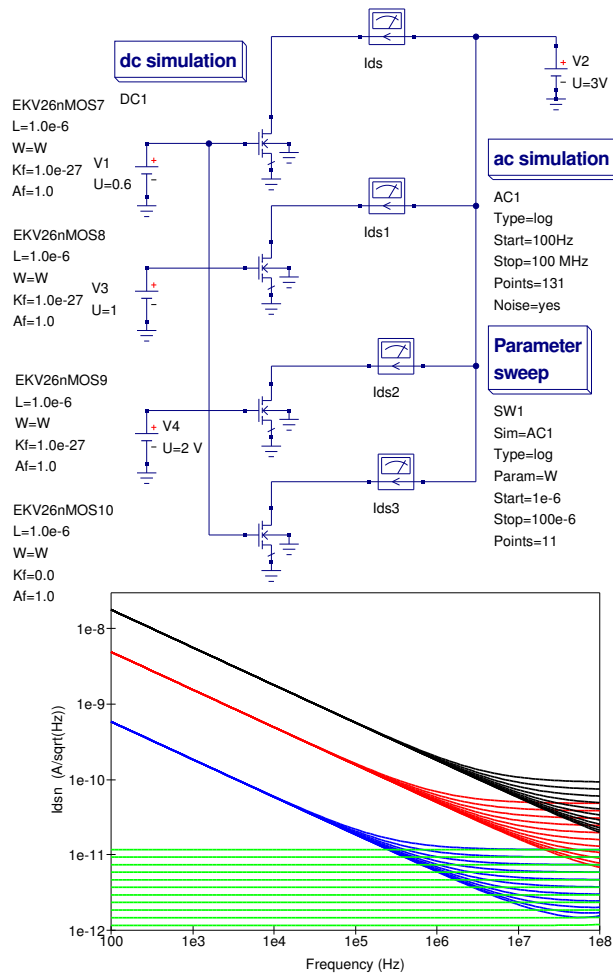 dc simulation
DC1
Ids
+
V2
-
U=3V
EKV26nMOS7
L=1.0e-6
W=W
Kf=1.0e-27
Af=1.0
V1
+
-
U=0.6
ac simulation
AC1
Type=log
Start=100Hz
Stop=100 MHz
Points=131
Noise=yes
Ids1
EKV26nMOS8
L=1.0e-6
W=W
Kf=1.0e-27
Af=1.0
+
V3
-
U=1
Parameter
sweep
SW1
Sim=AC1
Type=log
Param=W
Start=1e-6
Stop=100e-6
Points=11
Ids2
EKV26nMOS9
L=1.0e-6
W=W
Kf=1.0e-27
Af=1.0
+
V4
-
U=2 V
Ids3
EKV26nMOS10
L=1.0e-6
W=W
Kf=0.0
Af=1.0
Idsn (A/sqrt(Hz))
1e-8
1e-9
1e-10
1e-11
1e-12
100 1e3 1e4 1e5 1e6 1e7 1e8
Frequency (Hz)